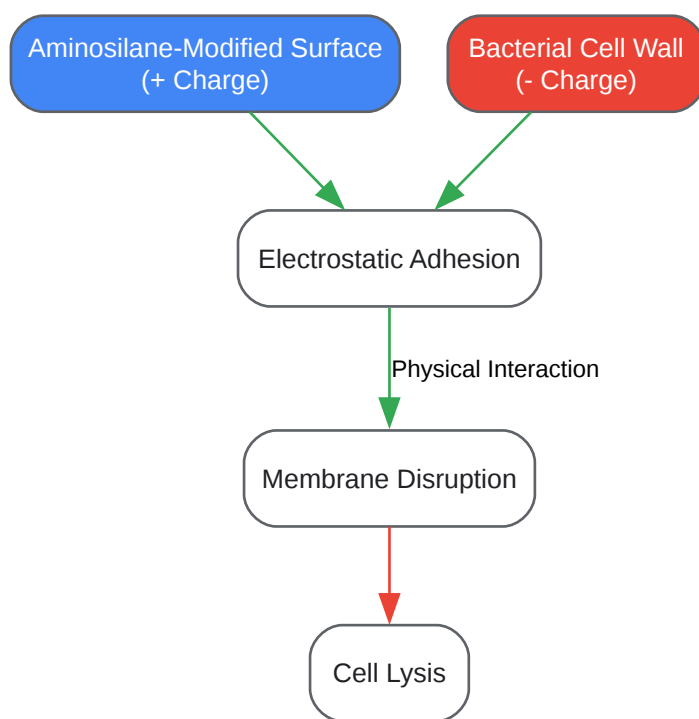 Aminosilane-Modified Surface
(+ Charge)
Bacterial Cell Wall
(- Charge)
Electrostatic Adhesion
Physical Interaction
Membrane Disruption
Cell Lysis